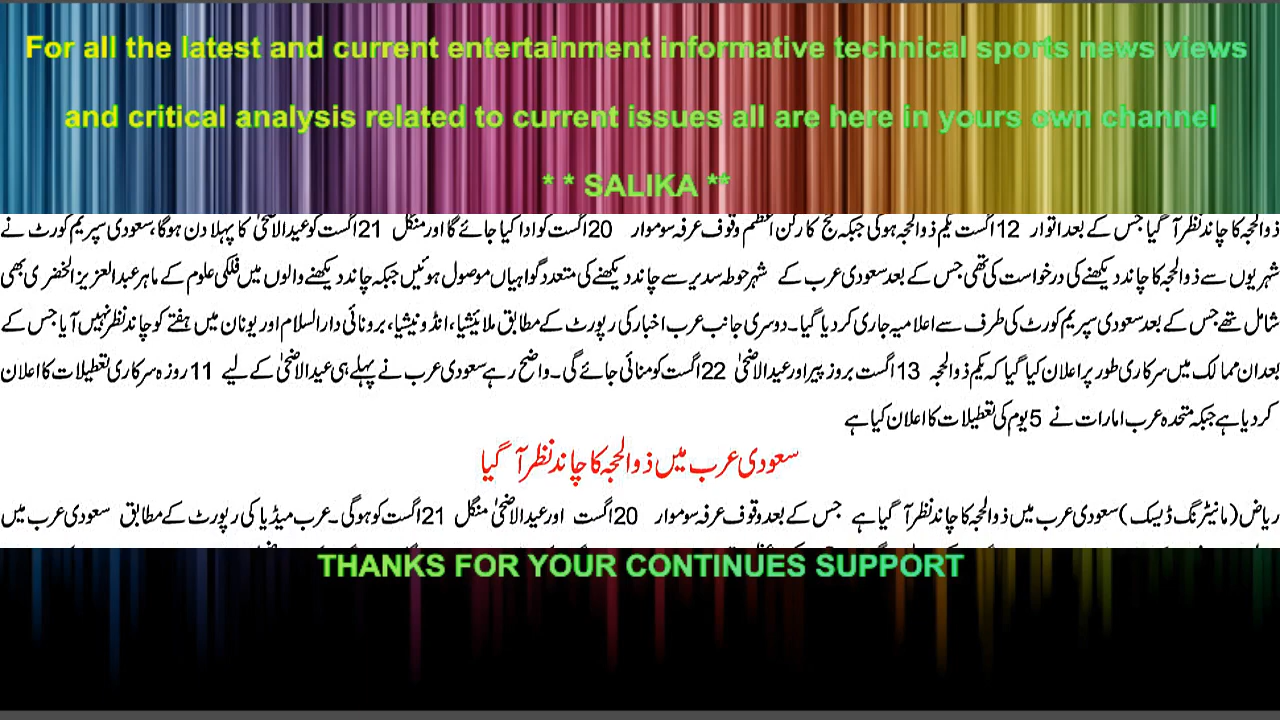 For all the latest and current entertainment informative technical sports news views
and critical analysis related to current issues all are here in yours own channel
* * SALIKA **
ذوالحجہ کا چاند نظر آ گیا جس کے بعد اتوار 12 اگست یکم ذوالحجہ ہوگی جبکہ حج کا رکن اعظم وقوف عرفہ سوموار 20 اگست کو ادا کیا جائے گا اور منگل 21 اگست کو عیدالاضحیٰ کا پہلا دن ہوگا، سعودی سپریم کورٹ نے
شہریوں سے ذوالحجہ کا چاند دیکھنے کی درخواست کی تھی جس کے بعد سعودی عرب کے شہر حوطہ سدیر سے چاند دیکھنے کی متعدد گواہیاں موصول ہوئیں جبکہ چاند دیکھنے والوں میں فلکی علوم کے ماہر عبدالعزیز الخضری بھی
شامل تھے جس کے بعد سعودی سپریم کورٹ کی طرف سے اعلامیہ جاری کر دیا گیا۔ دوسری جانب عرب اخبار کی رپورٹ کے مطابق ملائیشیا، انڈونیشیا، برونائی دارالسلام اور یونان میں ہفتے کو چاند نظر نہیں آیا جس کے
بعد ان ممالک میں سرکاری طور پر اعلان کیا گیا کہ یکم ذوالحجہ 13 اگست بروز پیر اور عیدالاضحیٰ 22 اگست کو منائی جائے گی۔ واضح رہے سعودی عرب نے پہلے ہی عیدالاضحیٰ کے لیے 11 روزہ سرکاری تعطیلات کا اعلان
کر دیا ہے جبکہ متحدہ عرب امارات نے 5 یوم کی تعطیلات کا اعلان کیا ہے
سعودی عرب میں ذوالحجہ کا چاند نظر آ گیا
ریاض (مانیٹرنگ ڈیسک) سعودی عرب میں ذوالحجہ کا چاند نظر آ گیا ہے جس کے بعد وقوف عرفہ سوموار 20 اگست اور عیدالاضحیٰ منگل 21 اگست کو ہوگی۔ عرب میڈیا کی رپورٹ کے مطابق سعودی عرب میں
THANKS FOR YOUR CONTINUES SUPPORT